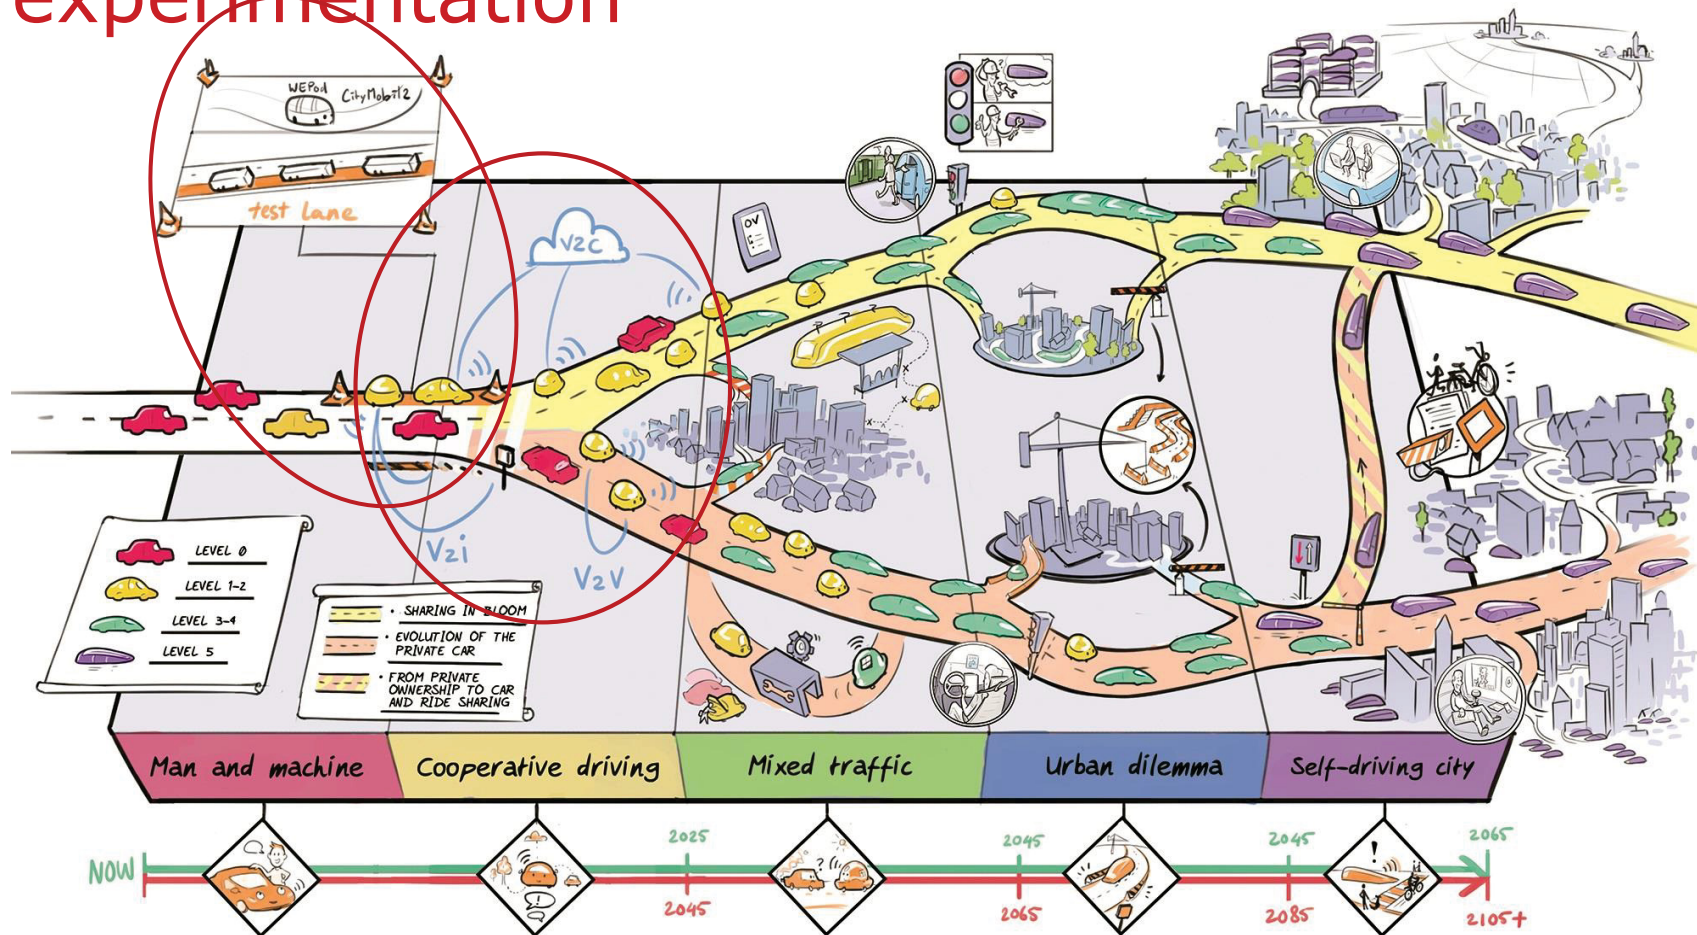 experimentation
WEPod
CityMobil2
test Lane
V2C
OV
V2i
V2V
LEVEL 0
LEVEL 1-2
LEVEL 3-4
LEVEL 5
• SHARING IN BLOOM
• EVOLUTION OF THE
PRIVATE CAR
• FROM PRIVATE
OWNERSHIP TO CAR
AND RIDE SHARING
Man and machine
Cooperative driving
Mixed traffic
Urban dilemma
Self-driving city
NOW
2025
2045
2045
2065
2045
2065
2085
2105+